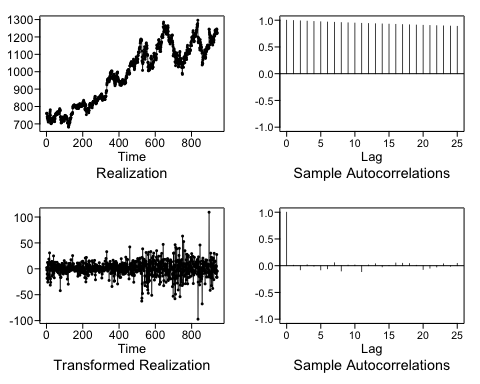 1300
1200
1100
1000
900
800
700
0 200 400 600 800
Time
Realization
1.0
0.5
0.0
-0.5
-1.0
0 5 10 15 20 25
Lag
Sample Autocorrelations
100
50
0
-50
-100
0 200 400 600 800
Time
Transformed Realization
1.0
0.5
0.0
-0.5
-1.0
0 5 10 15 20 25
Lag
Sample Autocorrelations